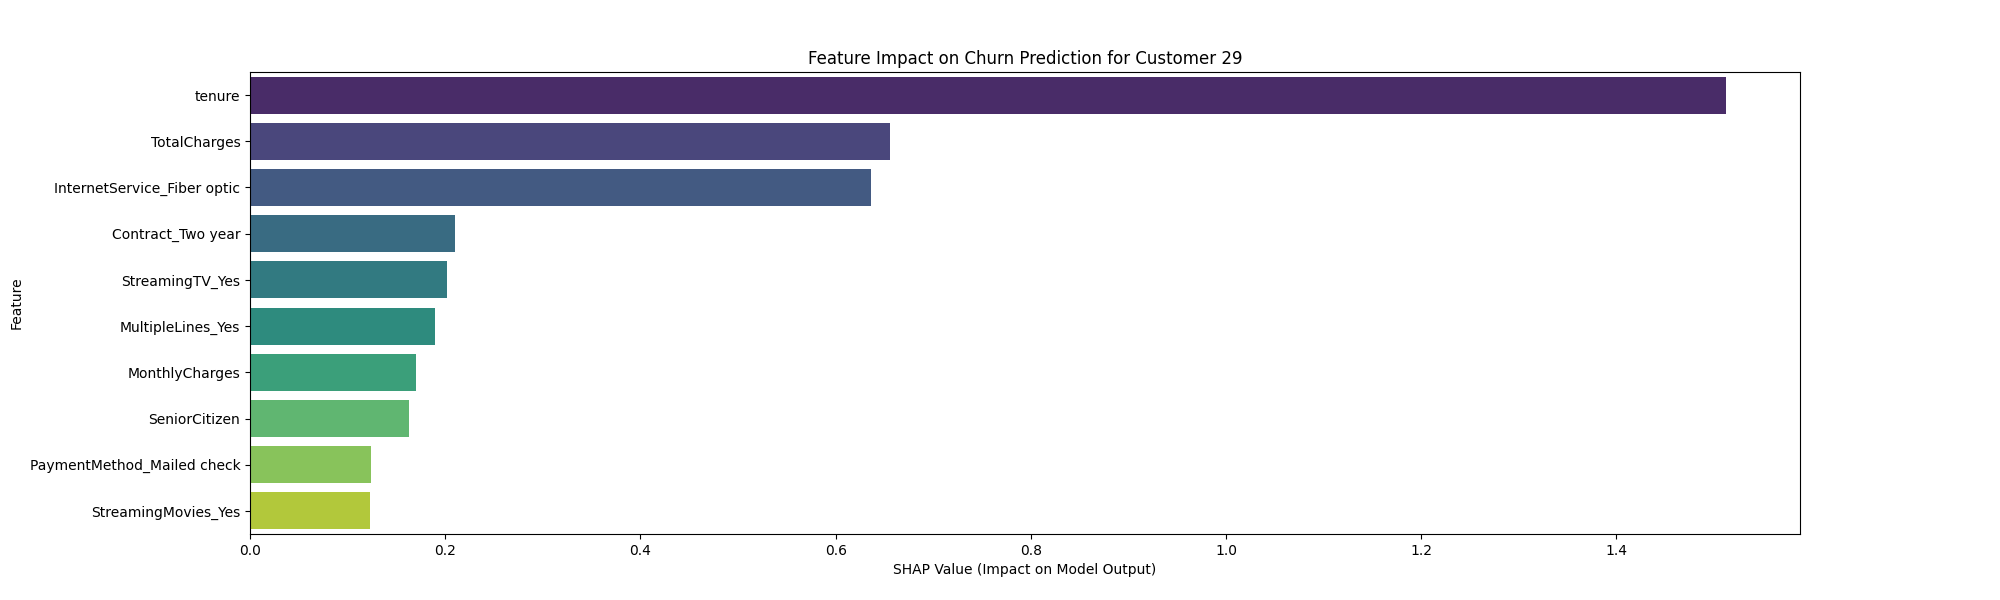 Feature Impact on Churn Prediction for Customer 29
Feature
tenure
TotalCharges
InternetService_Fiber optic
Contract_Two year
StreamingTV_Yes
MultipleLines_Yes
MonthlyCharges
SeniorCitizen
PaymentMethod_Mailed check
StreamingMovies_Yes
0.0 0.2 0.4 0.6 0.8 1.0 1.2 1.4
SHAP Value (Impact on Model Output)